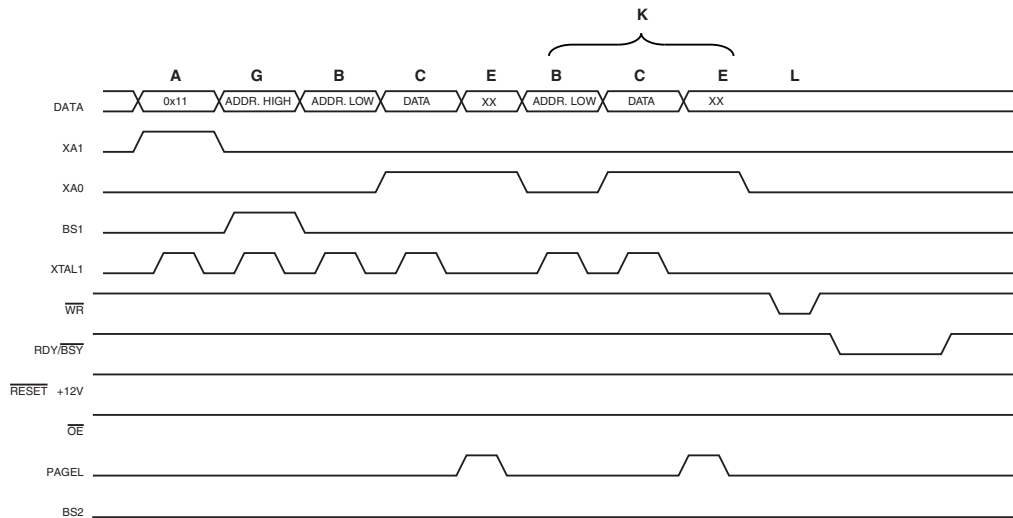 K
A G B C E B C E L
DATA 0x11 ADDR. HIGH ADDR. LOW DATA XX ADDR. LOW DATA XX
XA1
XA0
BS1
XTAL1
WR
RDY/BSY
RESET +12V
OE
PAGEL
BS2